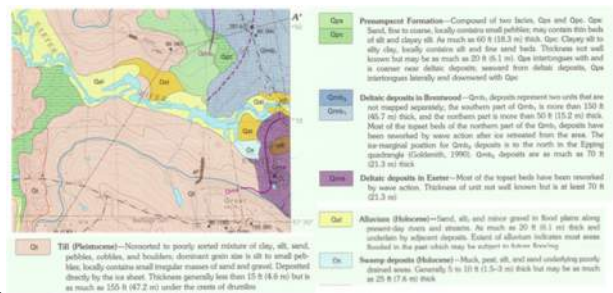 A'
EXETER
Qal
Qps
Qpc
Qst
Qs
Qme
Qt
Qt Till (Pleistocene)—Nonsorted to poorly sorted mixture of clay, silt, sand,
pebbles, cobbles, and boulders; dominant grain size is silt to small peb-
bles; locally contains small irregular masses of sand and gravel. Deposited
directly by the ice sheet. Thickness generally less than 15 ft (4.6 m) but is
as much as 155 ft (47.2 m) under the crests of drumlins
Qps Presumpscot Formation—Composed of two facies, Qps and Qpc. Qps:
Qpc Sand, fine to coarse, locally contains small pebbles; may contain thin beds
of silt and clayey silt. As much as 60 ft (18.3 m) thick. Qpc: Clayey silt to
silty clay, locally contains silt and fine sand beds. Thickness not well
known but may be as much as 20 ft (6.1 m). Qps intertongues with and
is coarser near deltaic deposits; seaward from deltaic deposits, Qps
intertongues laterally and downward with Qpc
Deltaic deposits in Brentwood—Qmb₁ deposits represent two units that are
Qmb₂ not mapped separately; the southern part of Qmb₁ is more than 150 ft
Qmb₁ (45.7 m) thick, and the northern part is more than 50 ft (15.2 m) thick.
Most of the topset beds of the northern part of the Qmb₁ deposits have
been reworked by wave action after ice retreated from the area. The
ice-marginal position for Qmb₂ deposits is to the north in the Epping
quadrangle (Goldsmith, 1990). Qmb₂ deposits are as much as 70 ft
(21.3 m) thick
Qme Deltaic deposits in Exeter—Most of the topset beds have been reworked
by wave action. Thickness of unit not well known but is at least 70 ft
(21.3 m)
Qal Alluvium (Holocene)—Sand, silt, and minor gravel in flood plains along
present-day rivers and streams. As much as 20 ft (6.1 m) thick and
underlain by adjacent deposits. Extent of alluvium indicates most areas
flooded in the past which may be subject to future flooding
Qs Swamp deposits (Holocene)—Muck, peat, silt, and sand underlying poorly
drained areas. Generally 5 to 10 ft (1.5–3 m) thick but may be as much as
25 ft (7.6 m) thick